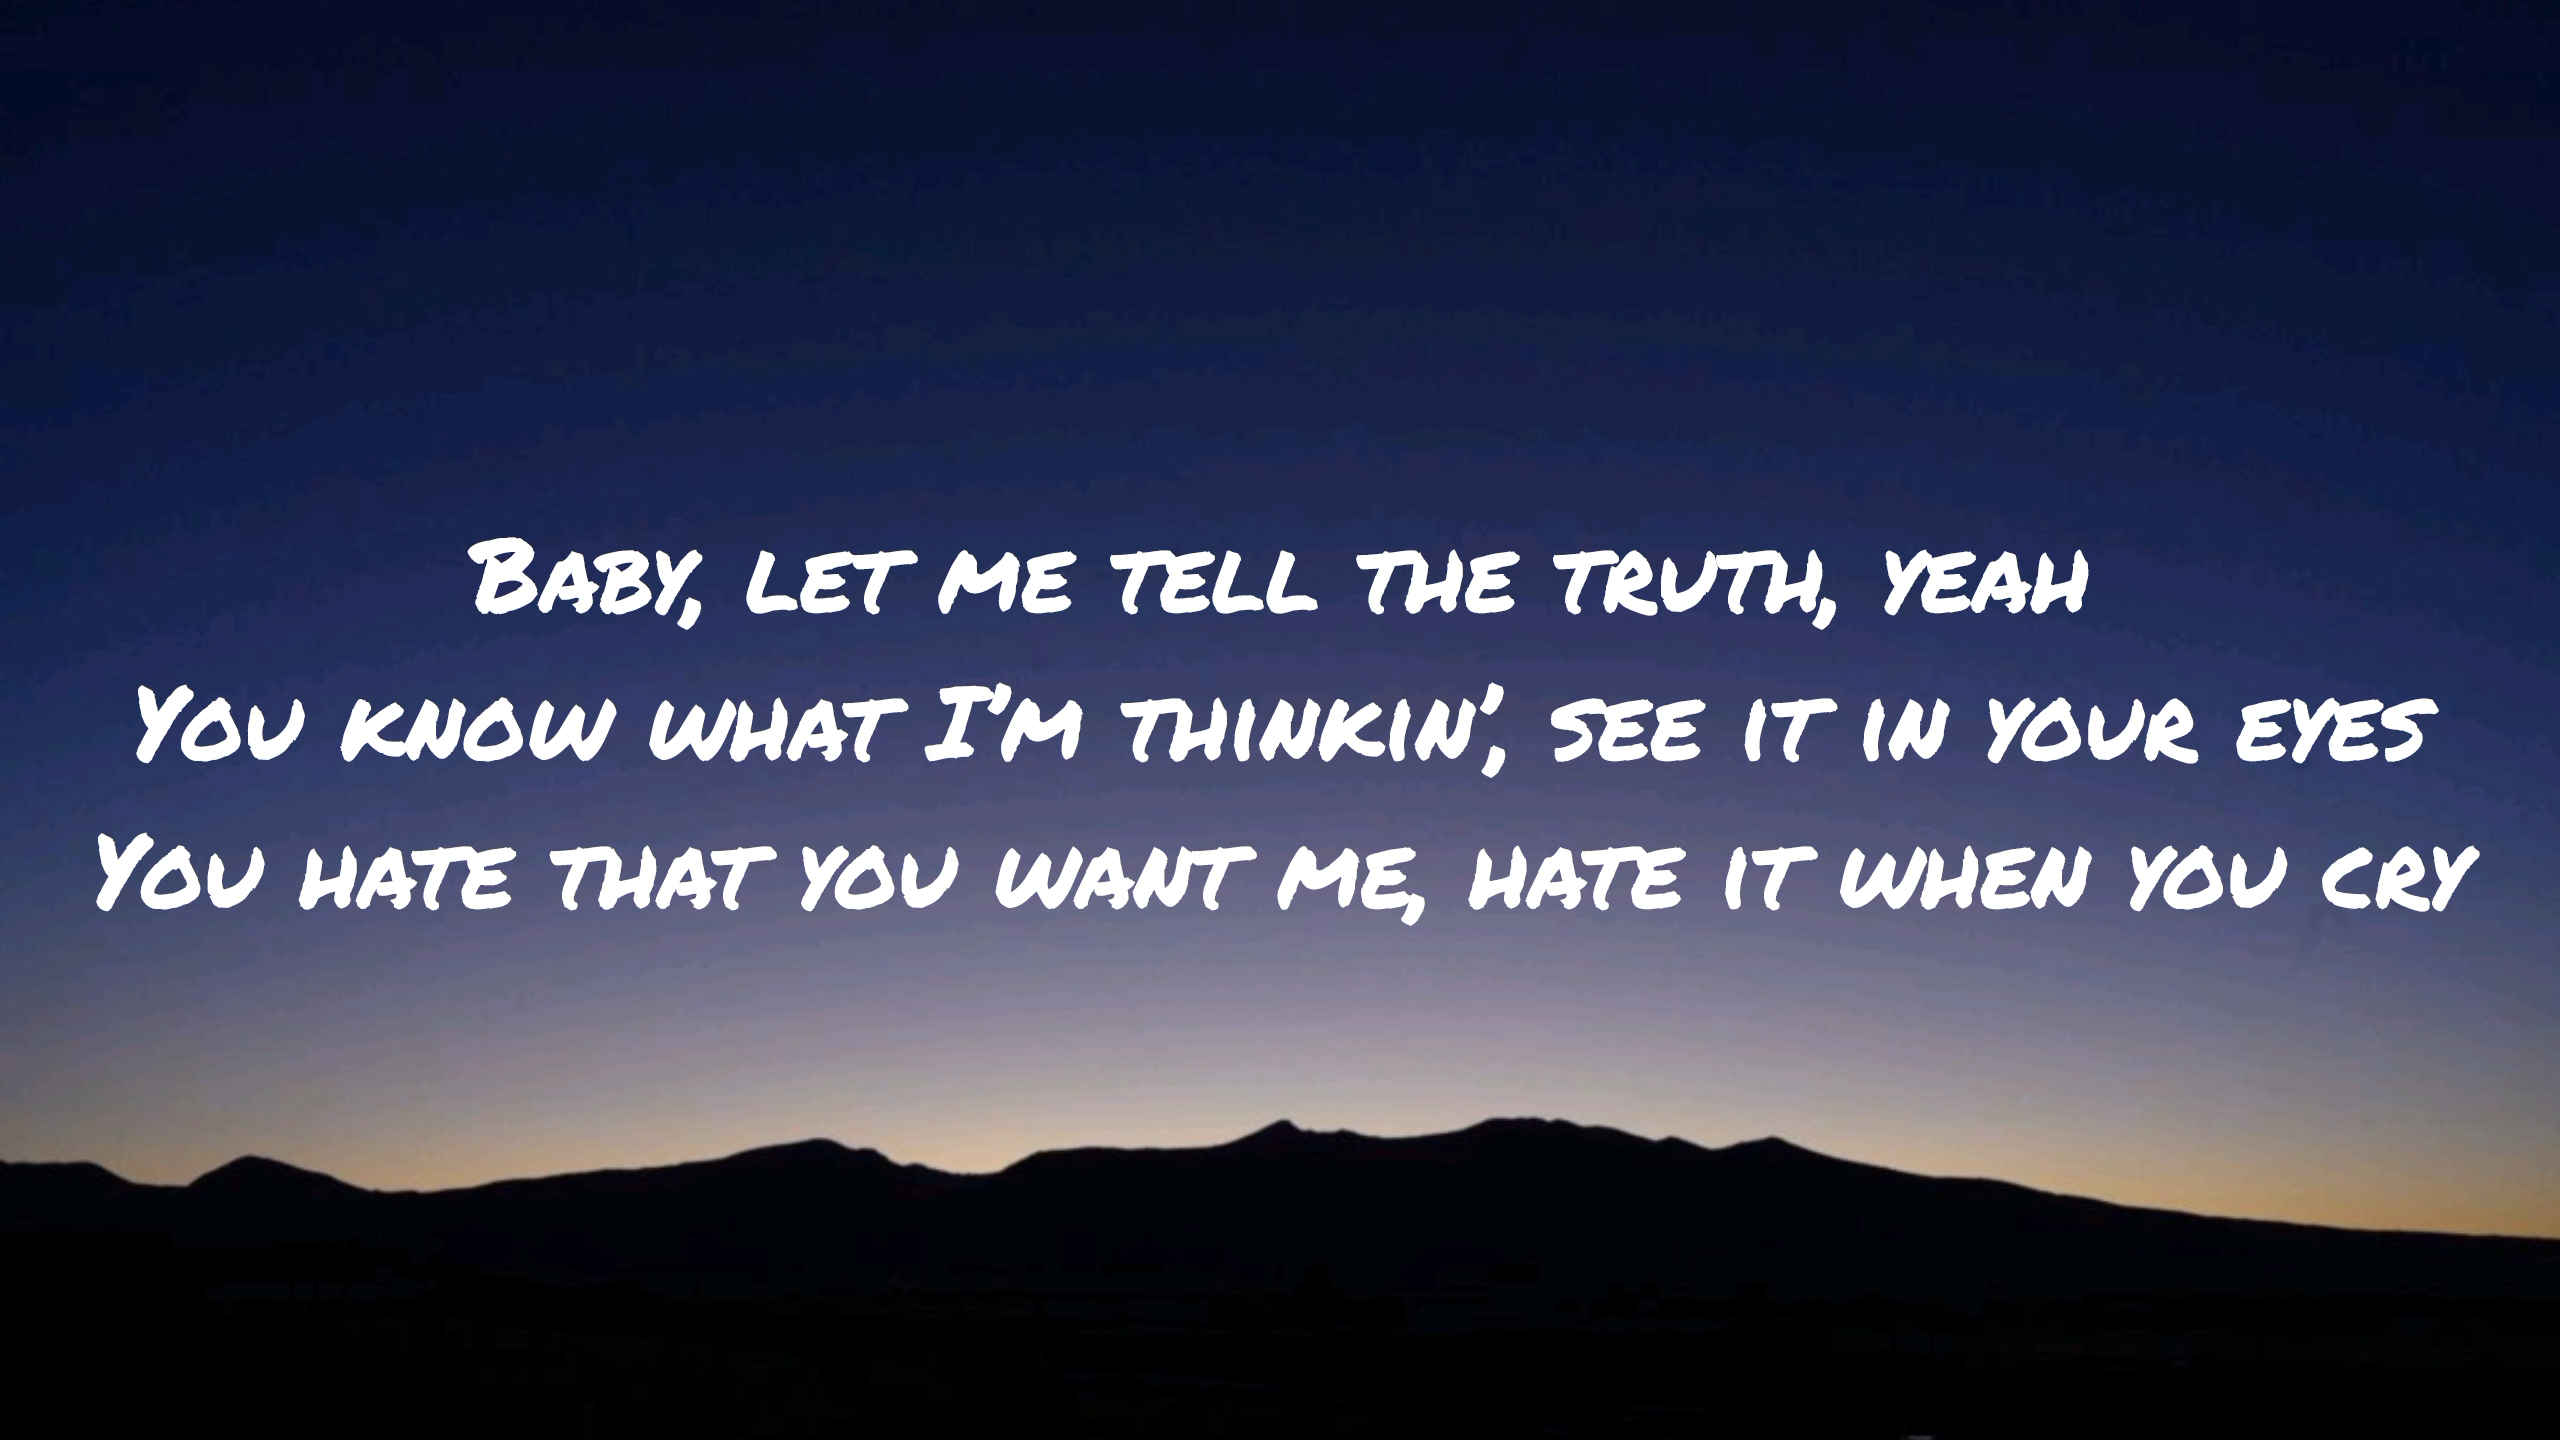 Baby, let me tell the truth, yeah
You know what I'm thinkin', see it in your eyes
You hate that you want me, hate it when you cry